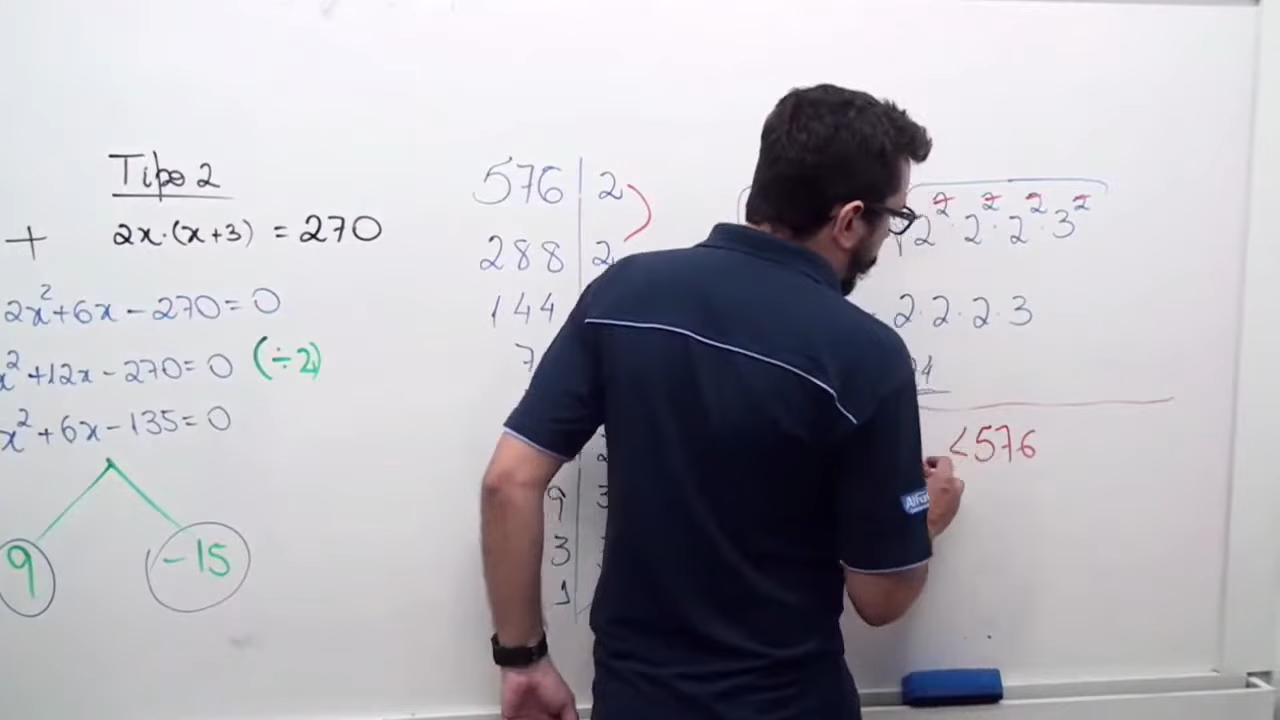 Tipo 2
+ 2x·(x+3) = 270
2x²+6x-270=0
x²+12x-270=0 (÷2)
x²+6x-135=0
9 -15
576 | 2
288 | 2
144
7
9 | 3
3
1
√2²·2²·2²·3²
2·2·2·3
24
<576